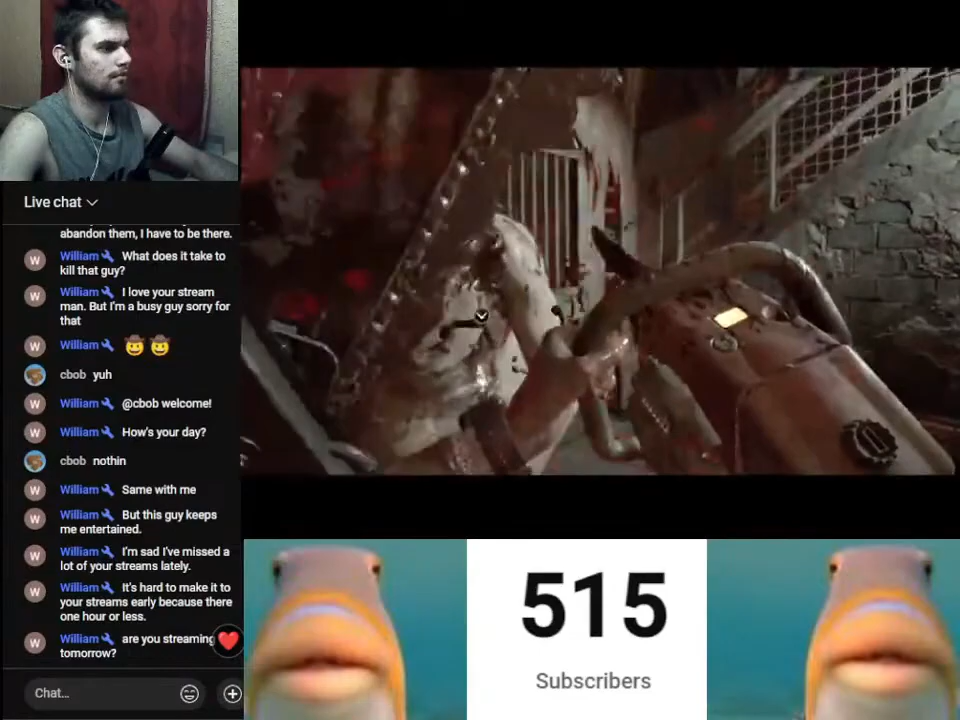 Live chat
abandon them, I have to be there.
William What does it take to
kill that guy?
William I love your stream
man. But I'm a busy guy sorry for
that
William
cbob yuh
William @cbob welcome!
William How's your day?
cbob nothin
William Same with me
William But this guy keeps
me entertained.
William I'm sad I've missed a
lot of your streams lately.
William It's hard to make it to
your streams early because there
one hour or less.
William are you streaming
tomorrow?
Chat...
W
W
W
W
W
W
W
W
W
W
515
Subscribers